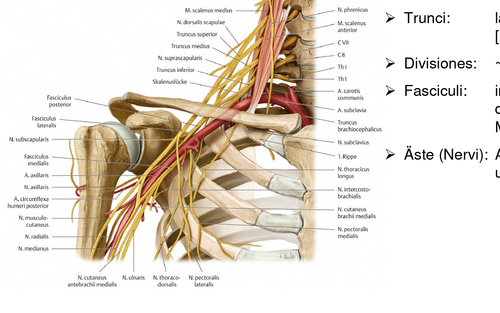 M. scalenus medius
N. dorsalis scapulae
Truncus superior
Truncus medius
N. suprascapularis
Truncus inferior
Skalenuslücke
Fasciculus
posterior
Fasciculus
lateralis
N. subscapularis
Fasciculus
medialis
A. axillaris
N. axillaris
A. circumflexa
humeri posterior
N. musculo-
cutaneus
N. radialis
N. medianus
N. cutaneus
antebrachii medialis
N. ulnaris
N. thoraco-
dorsalis
N. pectoralis
lateralis
N. phrenicus
M. scalenus
anterior
C VII
C 8
Th I
Th 1
A. carotis
communis
A. subclavia
Truncus
brachiocephalicus
N. subclavius
1. Rippe
N. thoracicus
longus
N. intercosto-
brachialis
N. cutaneus
brachii medialis
N. pectoralis
medialis
➢ Trunci:
[
➢ Divisiones: ~
➢ Fasciculi:
➢ Äste (Nervi):